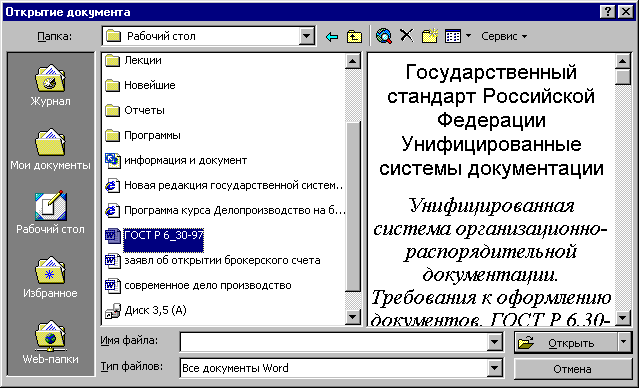 Открытие документа
Папка:
Рабочий стол
Сервис
Журнал
Мои документы
Рабочий стол
Избранное
Web-папки
Лекции
Новейшие
Отчеты
Программы
информация и документ
Новая редакция государственной систем...
Программа курса Делопроизводство на б...
ГОСТ Р 6_30-97
заявл об открытии брокерского счета
современное дело производство
Диск 3,5 (А)
Государственный
стандарт Российской
Федерации
Унифицированные
системы документации
Унифицированная
система организационно-
распорядительной
документации.
Требования к оформлению
документов. ГОСТ Р 6.30-
Имя файла:
Тип файлов:
Все документы Word
Открыть
Отмена